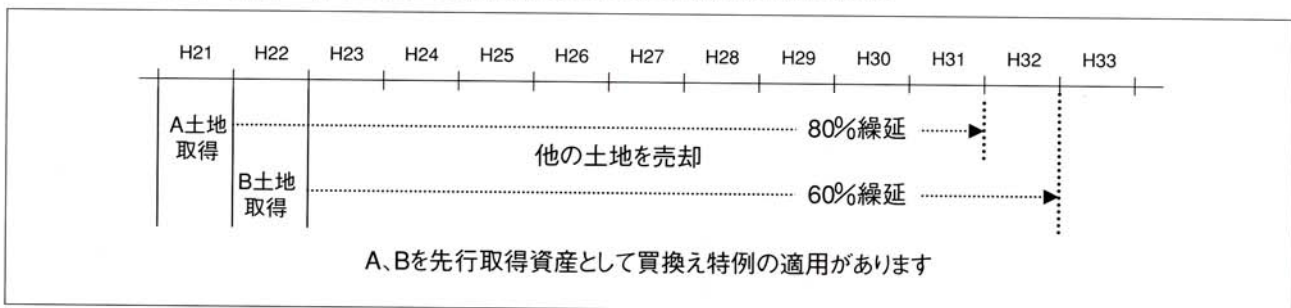 H21 H22 H23 H24 H25 H26 H27 H28 H29 H30 H31 H32 H33
A土地
取得
80%繰延
他の土地を売却
B土地
取得
60%繰延
A、Bを先行取得資産として買換え特例の適用があります